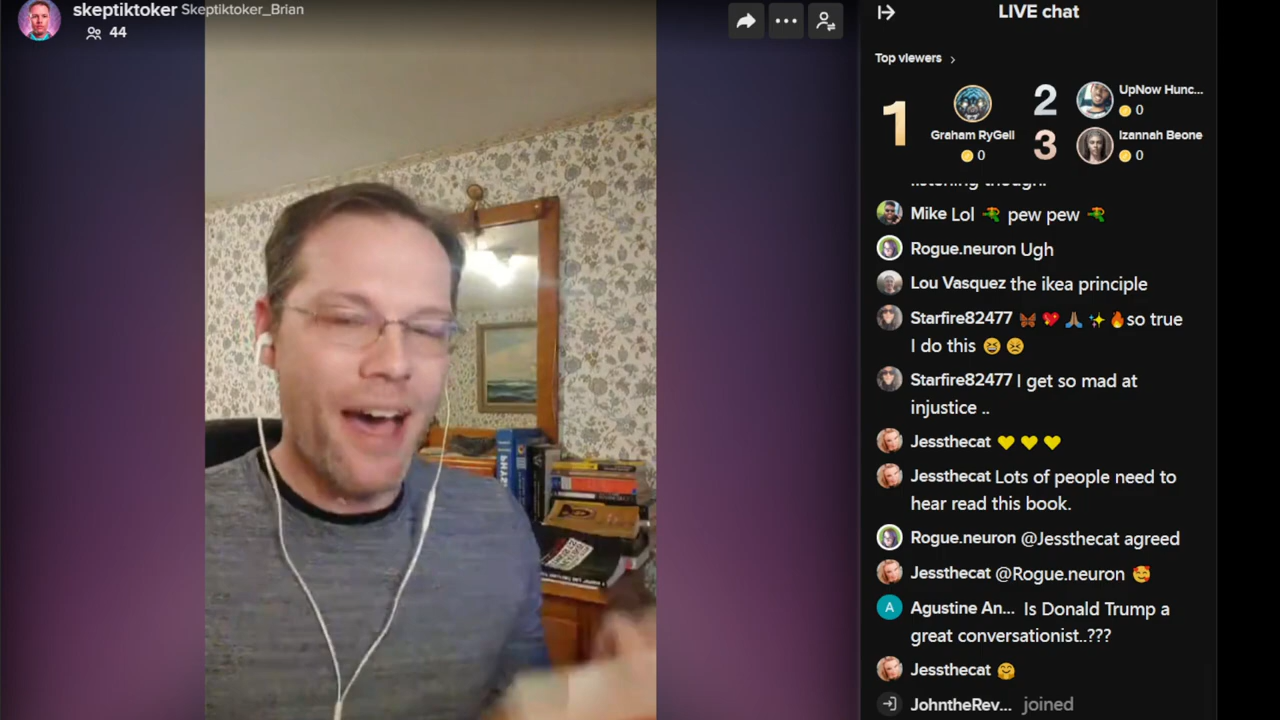 skeptiktoker Skeptiktoker_Brian
44
LIVE chat
Top viewers
1
Graham RyGell
0
2
UpNow Hunc...
0
3
Izannah Beone
0
listening though.
Mike Lol pew pew
Rogue.neuron Ugh
Lou Vasquez the ikea principle
Starfire82477 so true
I do this
Starfire82477 I get so mad at
injustice ..
Jessthecat
Jessthecat Lots of people need to
hear read this book.
Rogue.neuron @Jessthecat agreed
Jessthecat @Rogue.neuron
A
Agustine An... Is Donald Trump a
great conversationist..???
Jessthecat
JohntheRev... joined